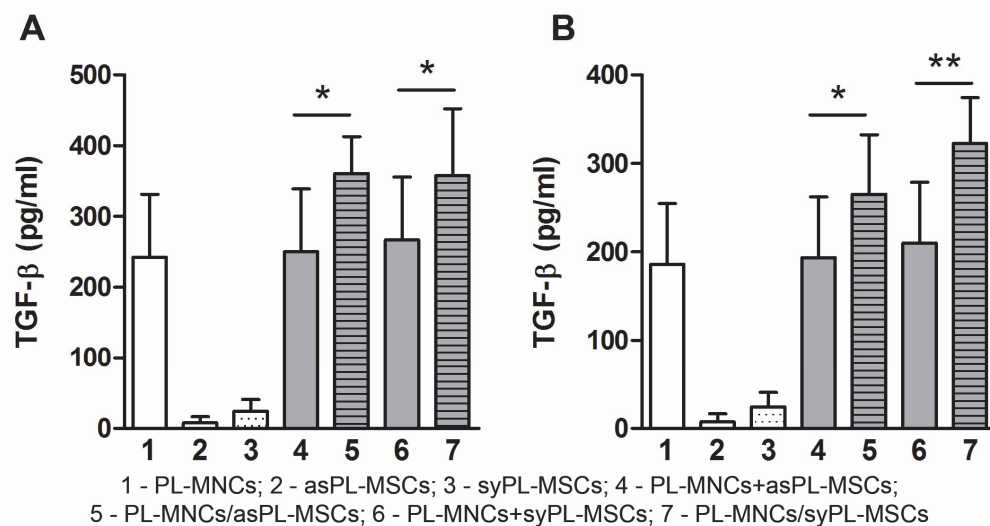 A
B
TGF-β (pg/ml)
500
400
300
200
100
0
*
*
1 2 3 4 5 6 7
TGF-β (pg/ml)
400
300
200
100
0
*
**
1 2 3 4 5 6 7
1 - PL-MNCs; 2 - asPL-MSCs; 3 - syPL-MSCs; 4 - PL-MNCs+asPL-MSCs;
5 - PL-MNCs/asPL-MSCs; 6 - PL-MNCs+syPL-MSCs; 7 - PL-MNCs/syPL-MSCs